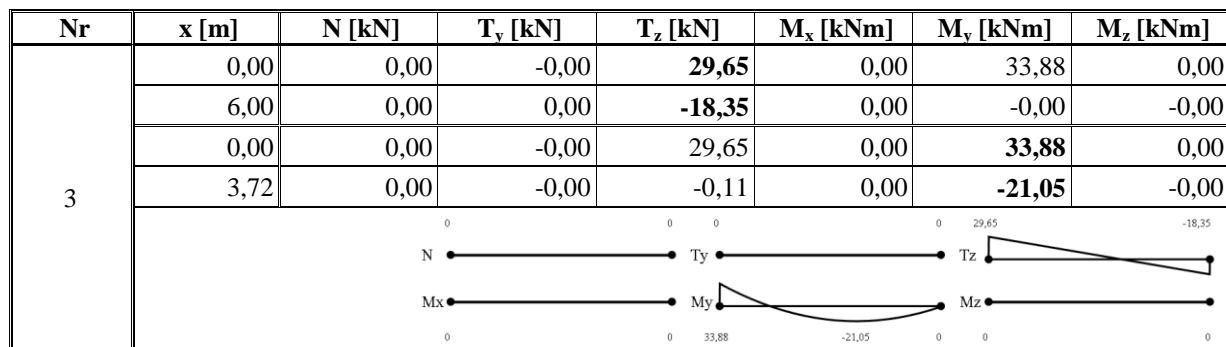 Nr x [m] N [kN] Ty [kN] Tz [kN] Mx [kNm] My [kNm] Mz [kNm]
0,00 0,00 -0,00 29,65 0,00 33,88 0,00
6,00 0,00 0,00 -18,35 0,00 -0,00 -0,00
0,00 0,00 -0,00 29,65 0,00 33,88 0,00
3
3,72 0,00 -0,00 -0,11 0,00 -21,05 -0,00
0 0 0 0 29,65 -18,35
N Ty Tz
Mx My Mz
0 0 33,88 -21,05 0 0 0